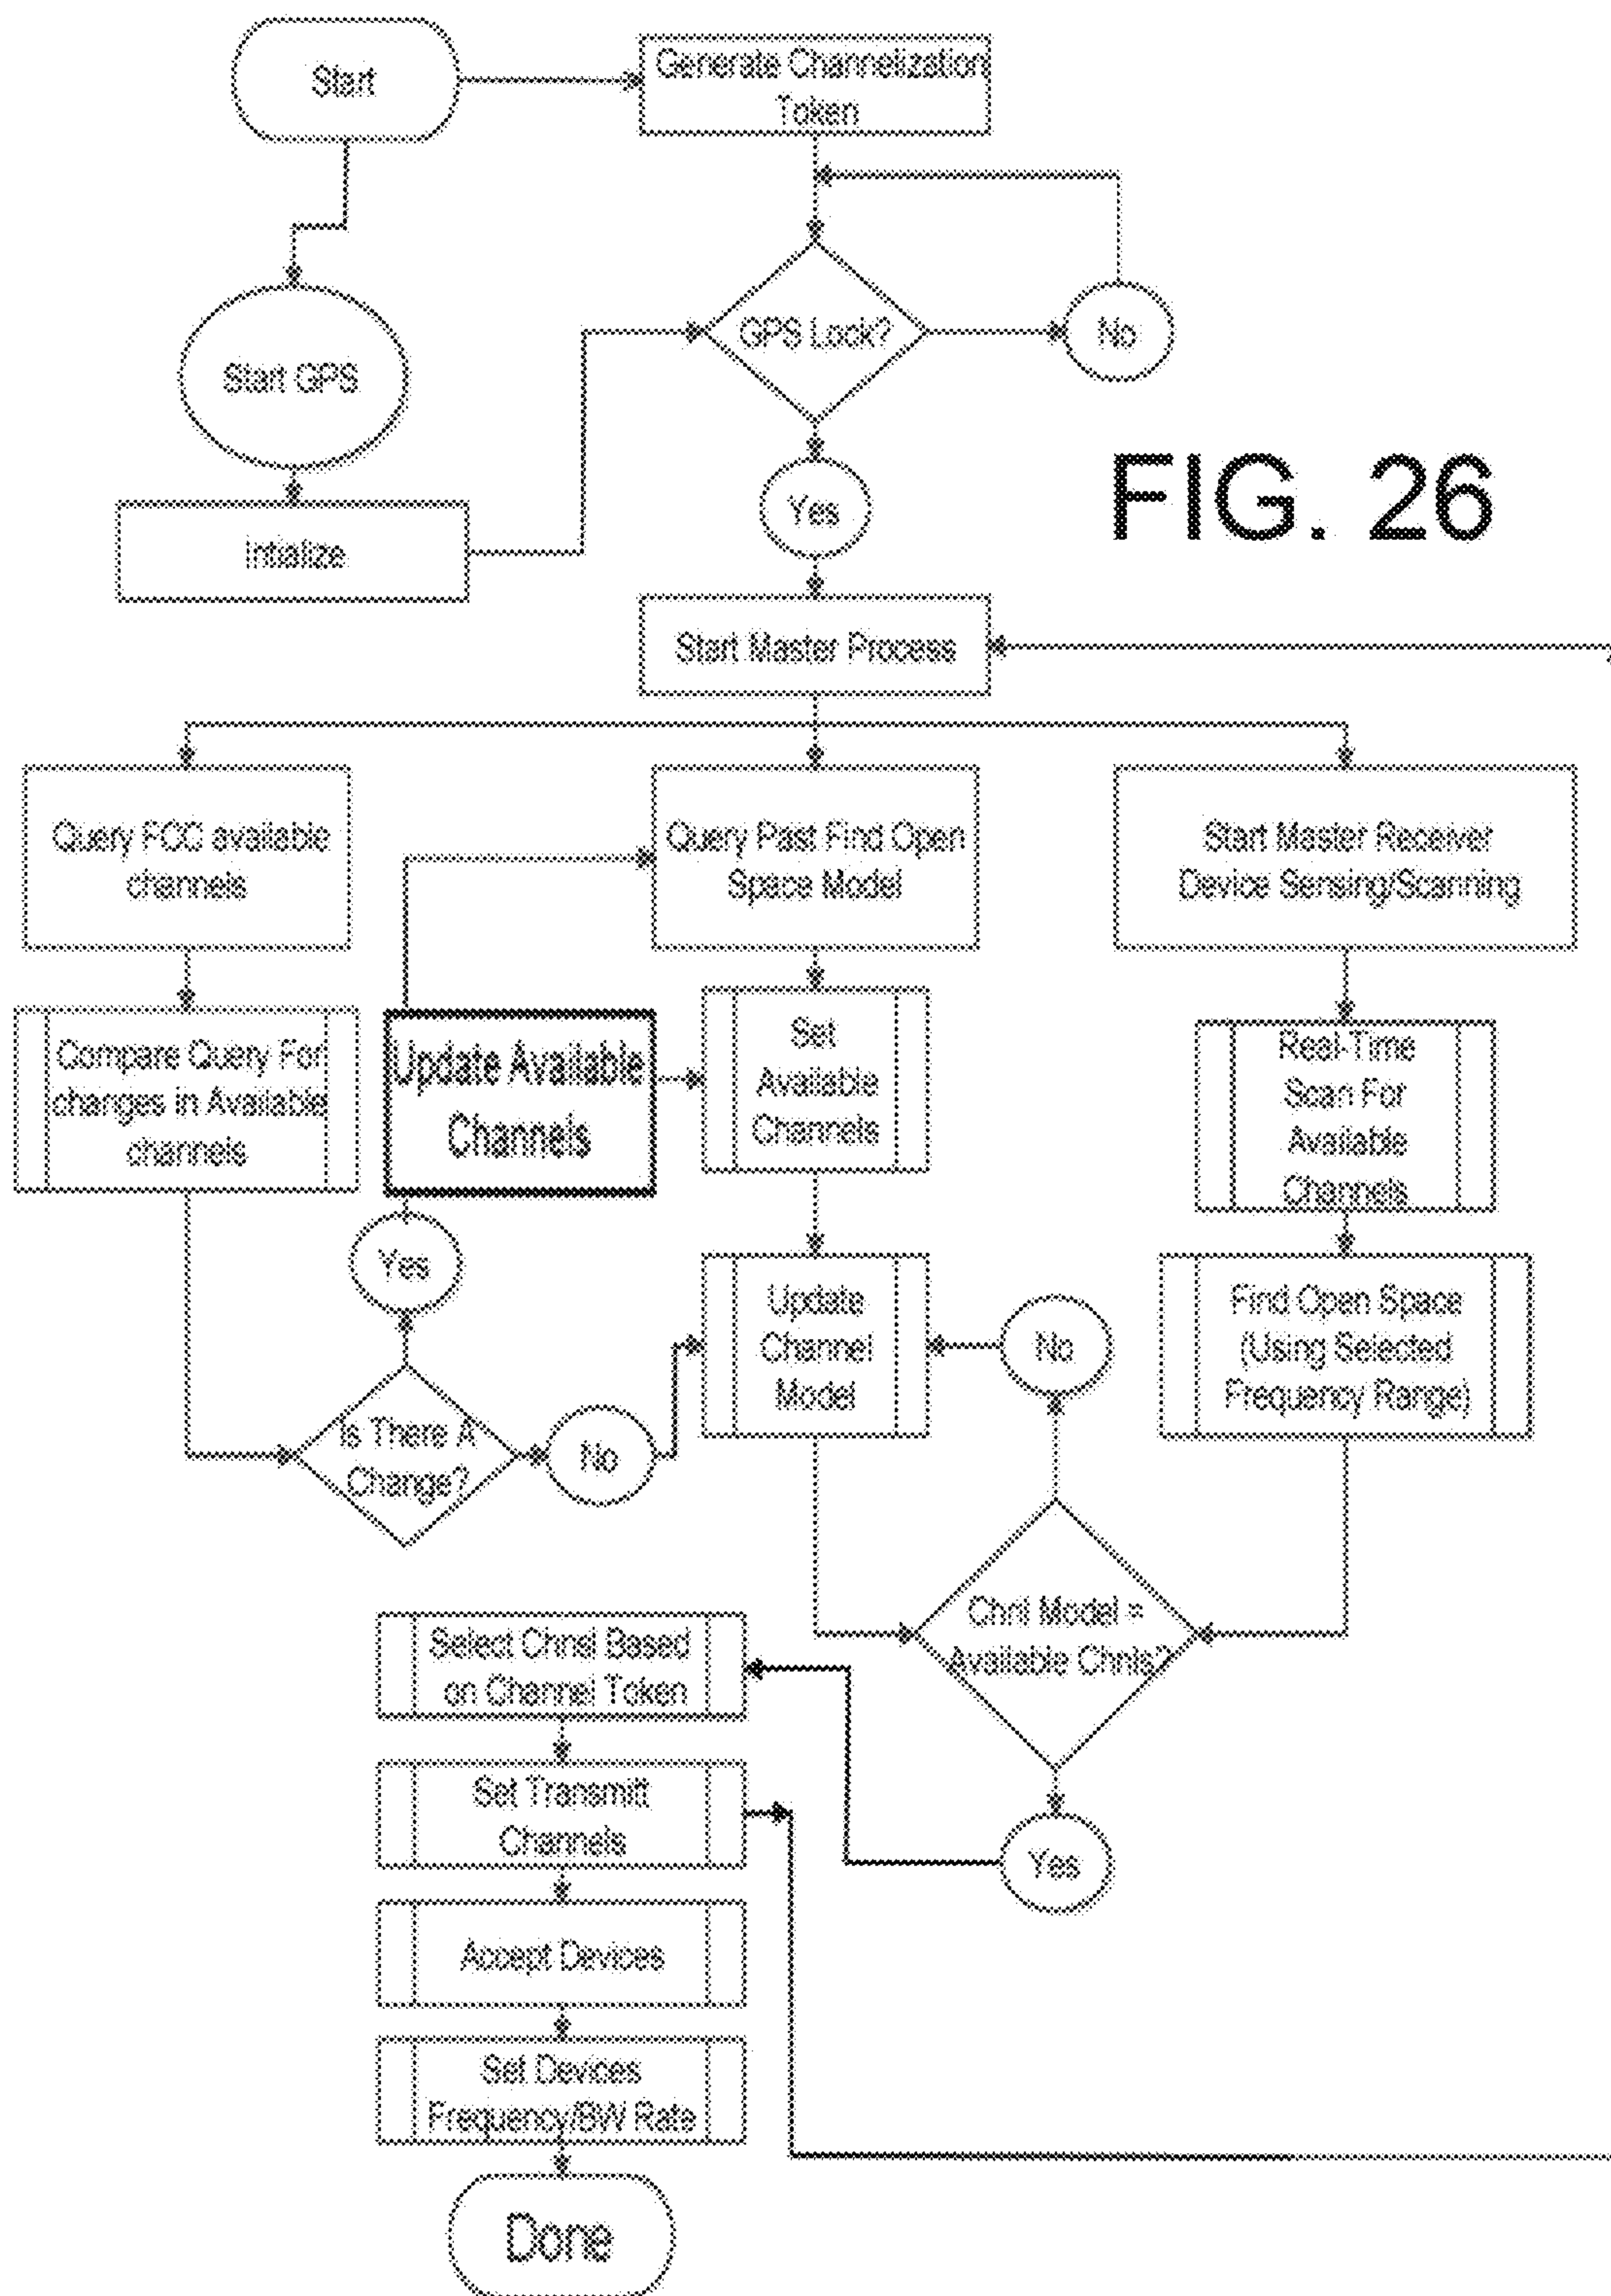 Start
Generate Channelization
Token
GPS Lock?
No
Start GPS
Yes
FIG. 26
Intialize
Start Master Process
Query FCC available
channels
Query Past Find Open
Space Model
Start Master Receiver
Device Sensing/Scanning
Compare Query For
changes in Available
channels
Update Available
Channels
Set
Available
Channels
Real-Time
Scan For
Available
Channels
Yes
Update
Channel
Model
No
Find Open Space
(Using Selected
Frequency Range)
Is There A
Change?
No
Chnl Model =
Available Chnls?
Select Chnsl Based
on Channel Token
Set Transmitt
Channels
Yes
Accept Devices
Set Devices
Frequency/BW Rate
Done